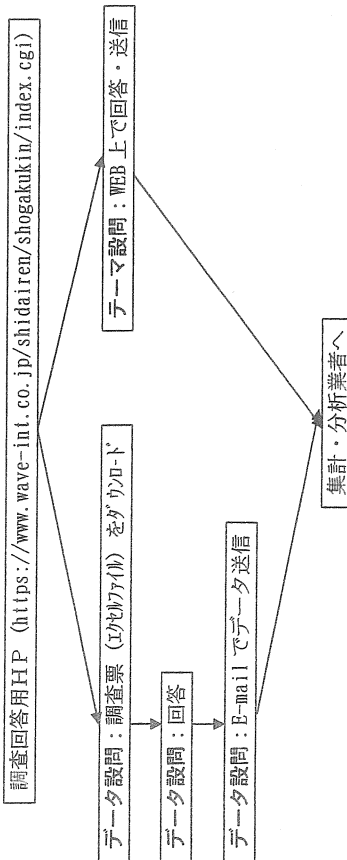 調査回答用HP (https://www.wave-int.co.jp/shidairen/shogakukin/index.cgi)
データ設問:調査票(エクセルファイル)をダウンロード
テーマ設問:WEB上で回答・送信
データ設問:回答
データ設問:E-mailでデータ送信
集計・分析業者へ